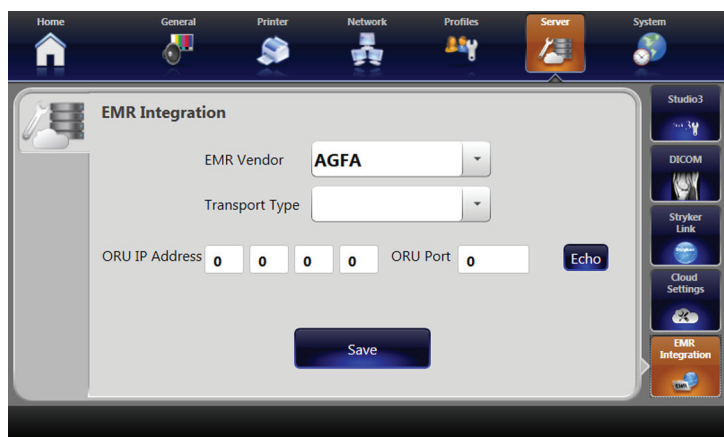 Home General Printer Network Profiles Server System
EMR Integration
EMR Vendor AGFA
Transport Type
ORU IP Address 0 0 0 0 ORU Port 0 Echo
Save
Studio3
DICOM
Stryker
Link
Cloud
Settings
EMR
Integration
EMR